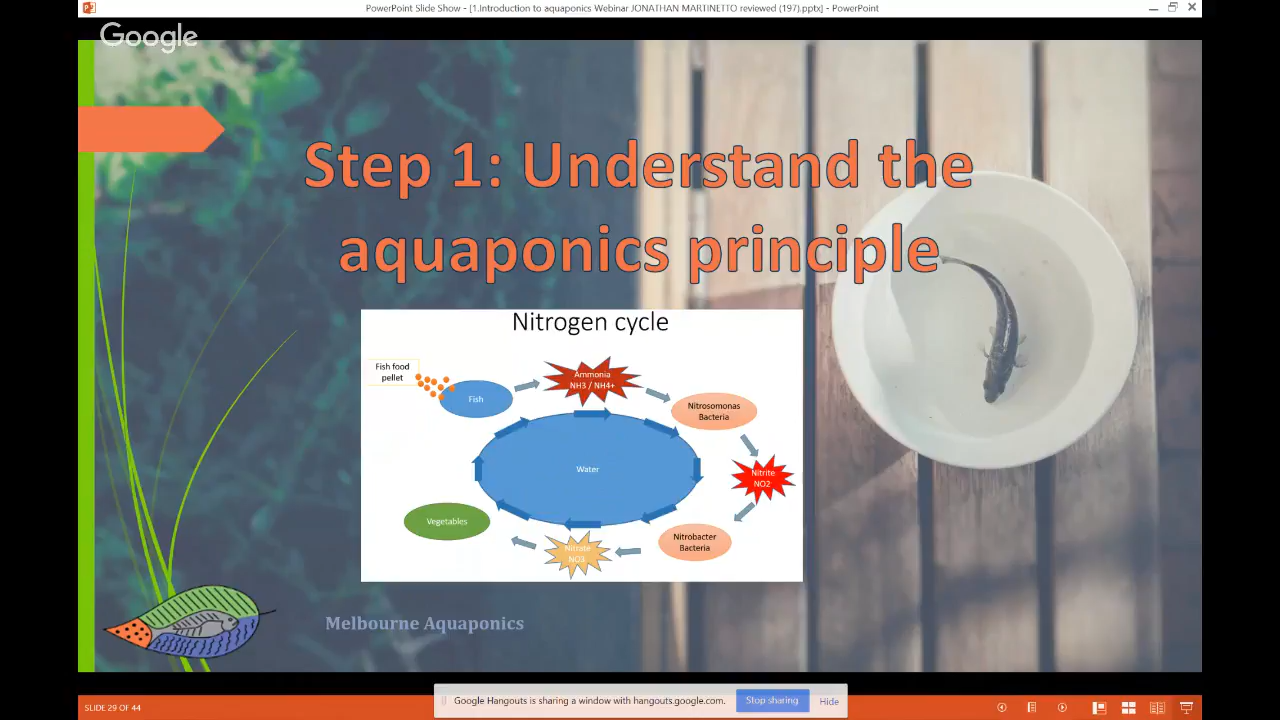 PowerPoint Slide Show - [1.Introduction to aquaponics Webinar JONATHAN MARTINETTO reviewed (197).pptx] - PowerPoint
Google
Step 1: Understand the
aquaponics principle
Nitrogen cycle
Fish food
pellet
Fish
Ammonia
NH3 / NH4+
Nitrosomonas
Bacteria
Water
Nitrite
NO2
Vegetables
Nitrobacter
Bacteria
Nitrate
NO3
Melbourne Aquaponics
Google Hangouts is sharing a window with hangouts.google.com.
Stop sharing
Hide
SLIDE 29 OF 44